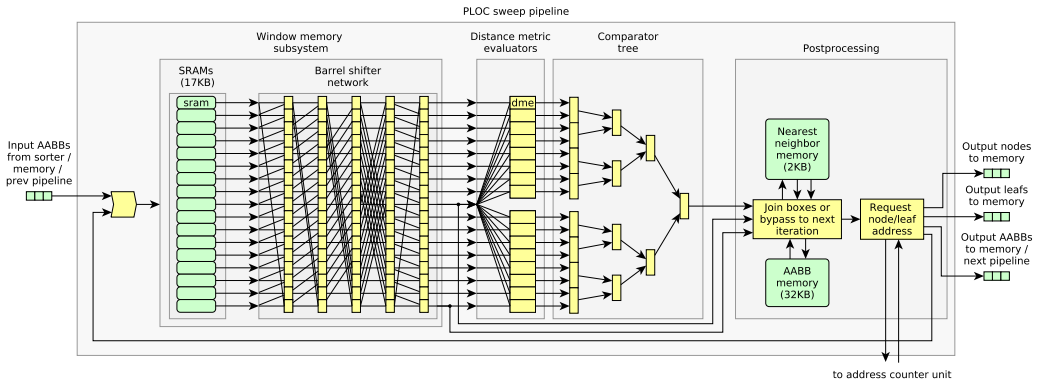 PLOC sweep pipeline
Window memory
subsystem
Distance metric
evaluators
Comparator
tree
Postprocessing
SRAMs
(17KB)
Barrel shifter
network
sram
dme
Input AABBs
from sorter /
memory /
prev pipeline
Nearest
neighbor
memory
(2KB)
Join boxes or
bypass to next
iteration
AABB
memory
(32KB)
Request
node/leaf
address
Output nodes
to memory
Output leafs
to memory
Output AABBs
to memory /
next pipeline
to address counter unit